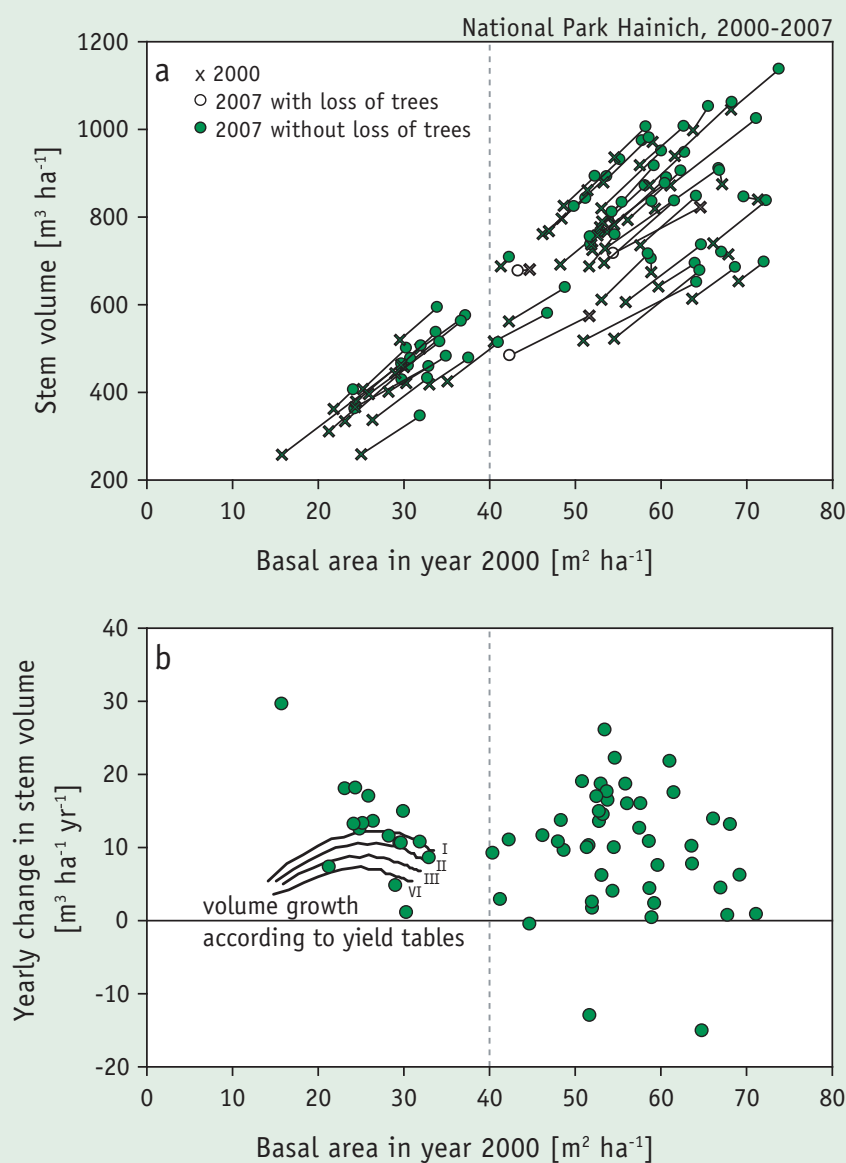 National Park Hainich, 2000-2007
1200
1000
800
600
400
200
Stem volume [m³ ha⁻¹]
a
x 2000
2007 with loss of trees
2007 without loss of trees
0 10 20 30 40 50 60 70 80
Basal area in year 2000 [m² ha⁻¹]
40
30
20
10
0
-10
-20
Yearly change in stem volume
[m³ ha⁻¹ yr⁻¹]
b
I
II
III
VI
volume growth
according to yield tables
0 10 20 30 40 50 60 70 80
Basal area in year 2000 [m² ha⁻¹]